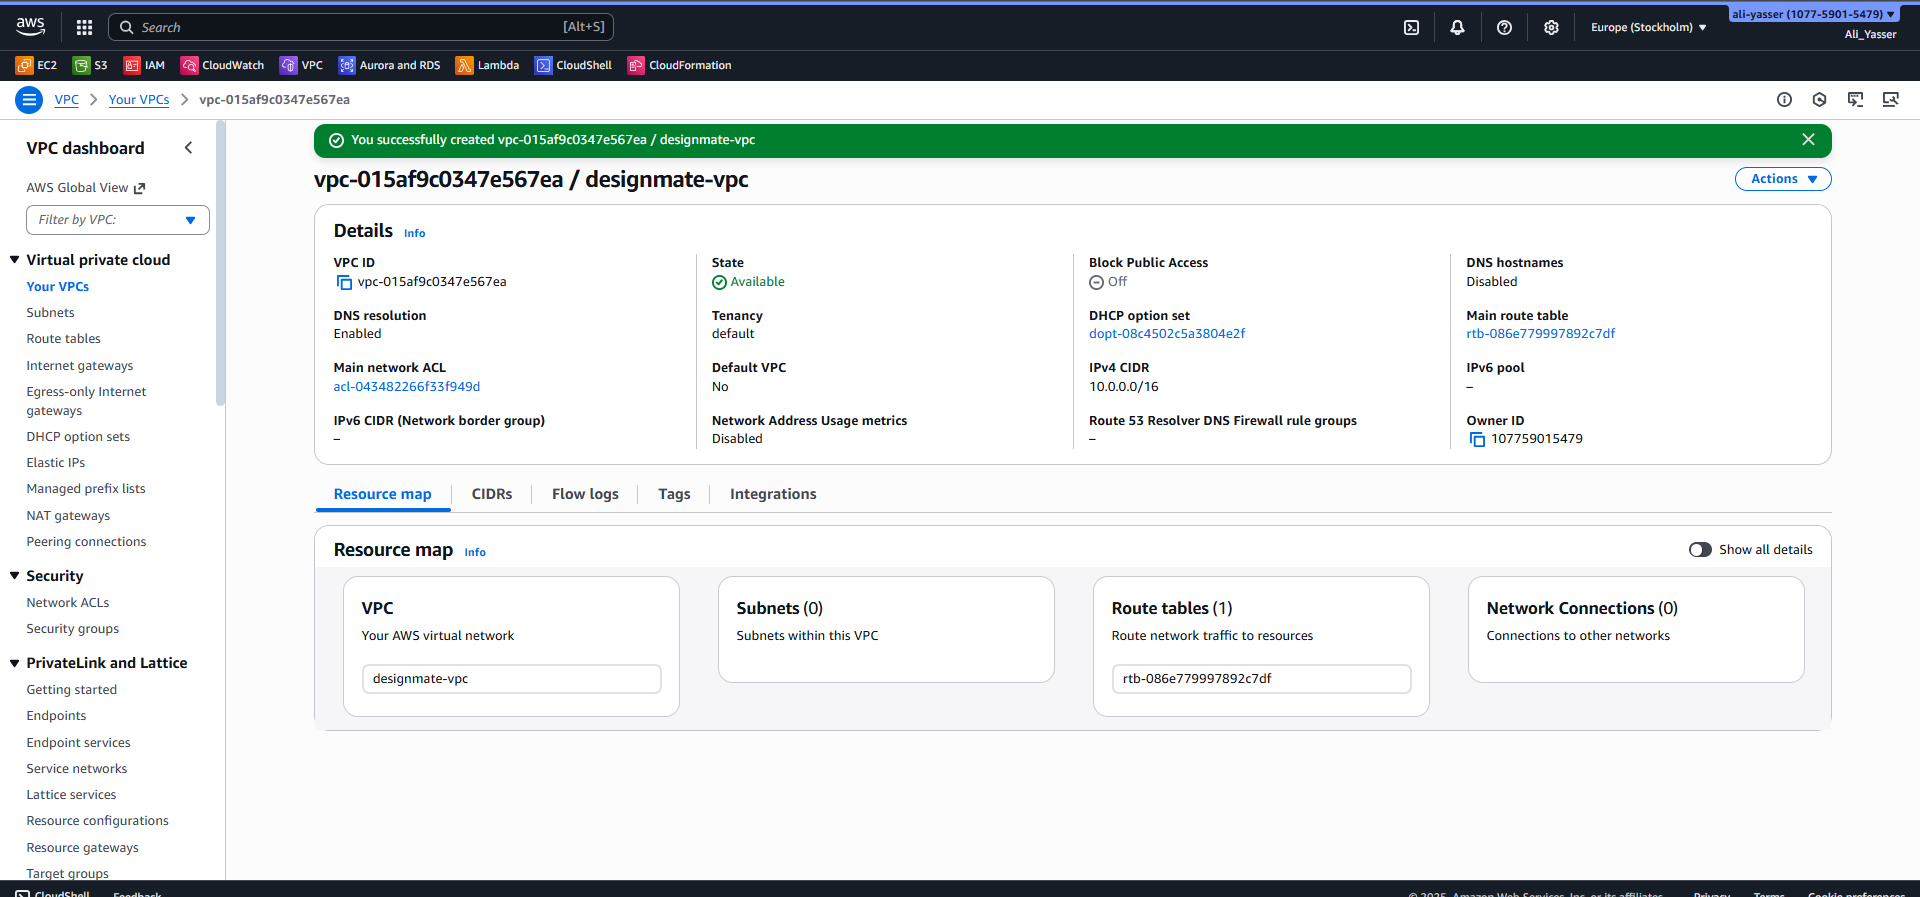 aws
Search
[Alt+S]
Europe (Stockholm)
ali-yasser (1077-5901-5479)
Ali_Yasser
EC2
S3
IAM
CloudWatch
VPC
Aurora and RDS
Lambda
CloudShell
CloudFormation
VPC
Your VPCs
vpc-015af9c0347e567ea
VPC dashboard
AWS Global View
Filter by VPC:
Virtual private cloud
Your VPCs
Subnets
Route tables
Internet gateways
Egress-only Internet
gateways
DHCP option sets
Elastic IPs
Managed prefix lists
NAT gateways
Peering connections
Security
Network ACLs
Security groups
PrivateLink and Lattice
Getting started
Endpoints
Endpoint services
Service networks
Lattice services
Resource configurations
Resource gateways
Target groups
You successfully created vpc-015af9c0347e567ea / designmate-vpc
vpc-015af9c0347e567ea / designmate-vpc
Actions
Details Info
VPC ID
vpc-015af9c0347e567ea
State
Available
Block Public Access
Off
DNS hostnames
Disabled
DNS resolution
Enabled
Tenancy
default
DHCP option set
dopt-08c4502c5a3804e2f
Main route table
rtb-086e779997892c7df
Main network ACL
acl-043482266f33f949d
Default VPC
No
IPv4 CIDR
10.0.0.0/16
IPv6 pool
–
IPv6 CIDR (Network border group)
–
Network Address Usage metrics
Disabled
Route 53 Resolver DNS Firewall rule groups
–
Owner ID
107759015479
Resource map
CIDRs
Flow logs
Tags
Integrations
Resource map Info
Show all details
VPC
Your AWS virtual network
designmate-vpc
Subnets (0)
Subnets within this VPC
Route tables (1)
Route network traffic to resources
rtb-086e779997892c7df
Network Connections (0)
Connections to other networks
CloudShell
Feedback
© 2025, Amazon Web Services, Inc. or its affiliates.
Privacy
Terms
Cookie preferences